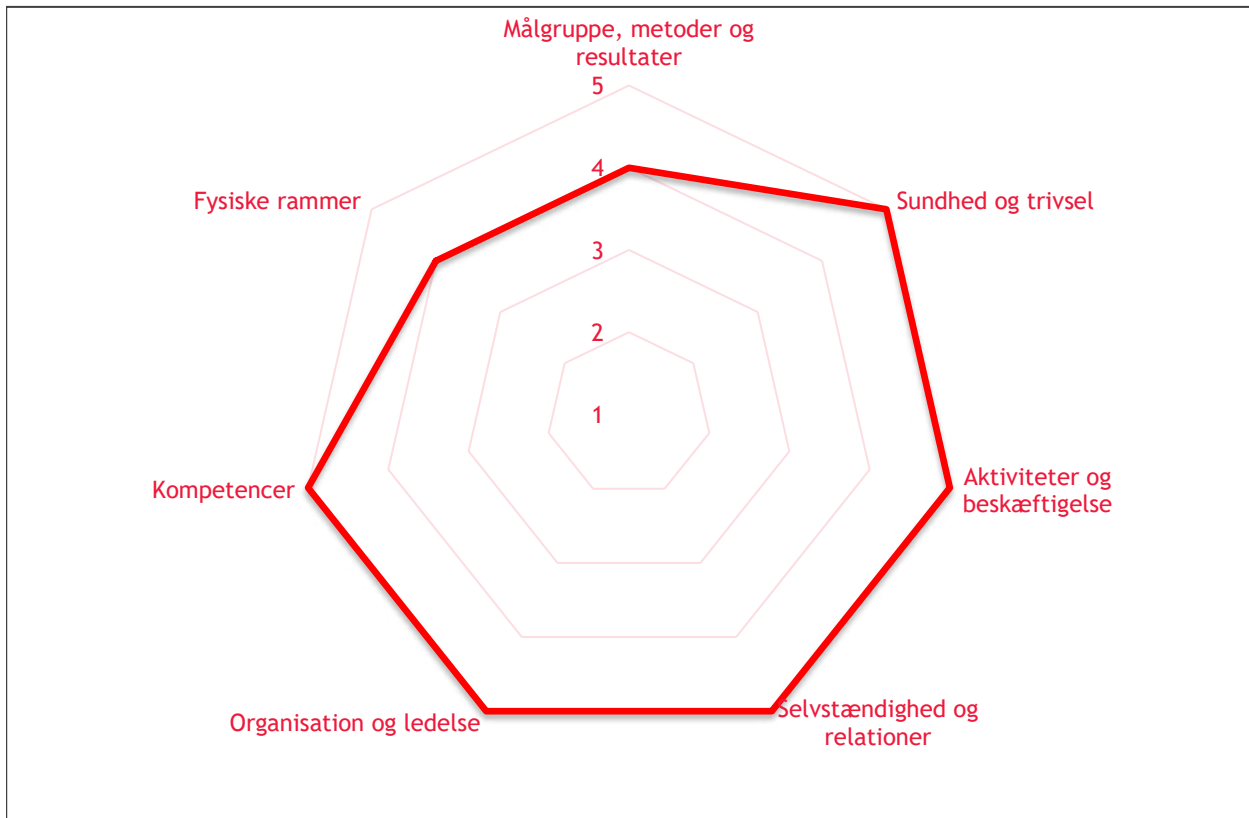 Målgruppe, metoder og
resultater
5
4
Fysiske rammer
Sundhed og trivsel
3
2
1
Kompetencer
Aktiviteter og
beskæftigelse
Organisation og ledelse
Selvstændighed og
relationer